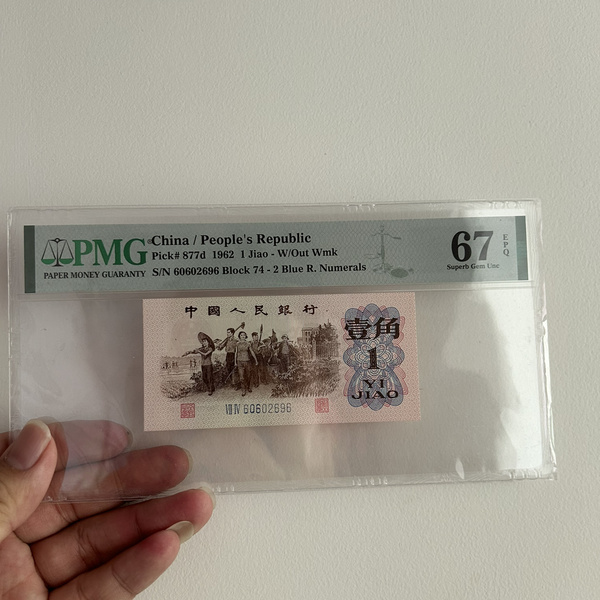 PMG
PAPER MONEY GUARANTY
China / People's Republic
Pick# 877d 1962 1 Jiao - W/Out Wmk
S/N 60602696 Block 74 - 2 Blue R. Numerals
67
EPQ
Superb Gem Unc
中國人民銀行
壹角
1
YI
JIAO
VII IV 60602696